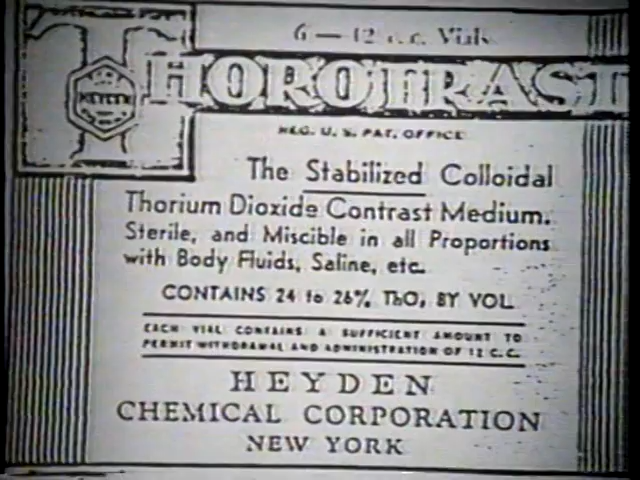 6 — 12 c.c. Vials
THOROTRAST
HEYDEN
REG. U. S. PAT. OFFICE
The Stabilized Colloidal
Thorium Dioxide Contrast Medium.
Sterile, and Miscible in all Proportions
with Body Fluids, Saline, etc.
CONTAINS 24 to 26% ThO₂ BY VOL
EACH VIAL CONTAINS A SUFFICIENT AMOUNT TO
PERMIT WITHDRAWAL AND ADMINISTRATION OF 12 C.C.
HEYDEN
CHEMICAL CORPORATION
NEW YORK